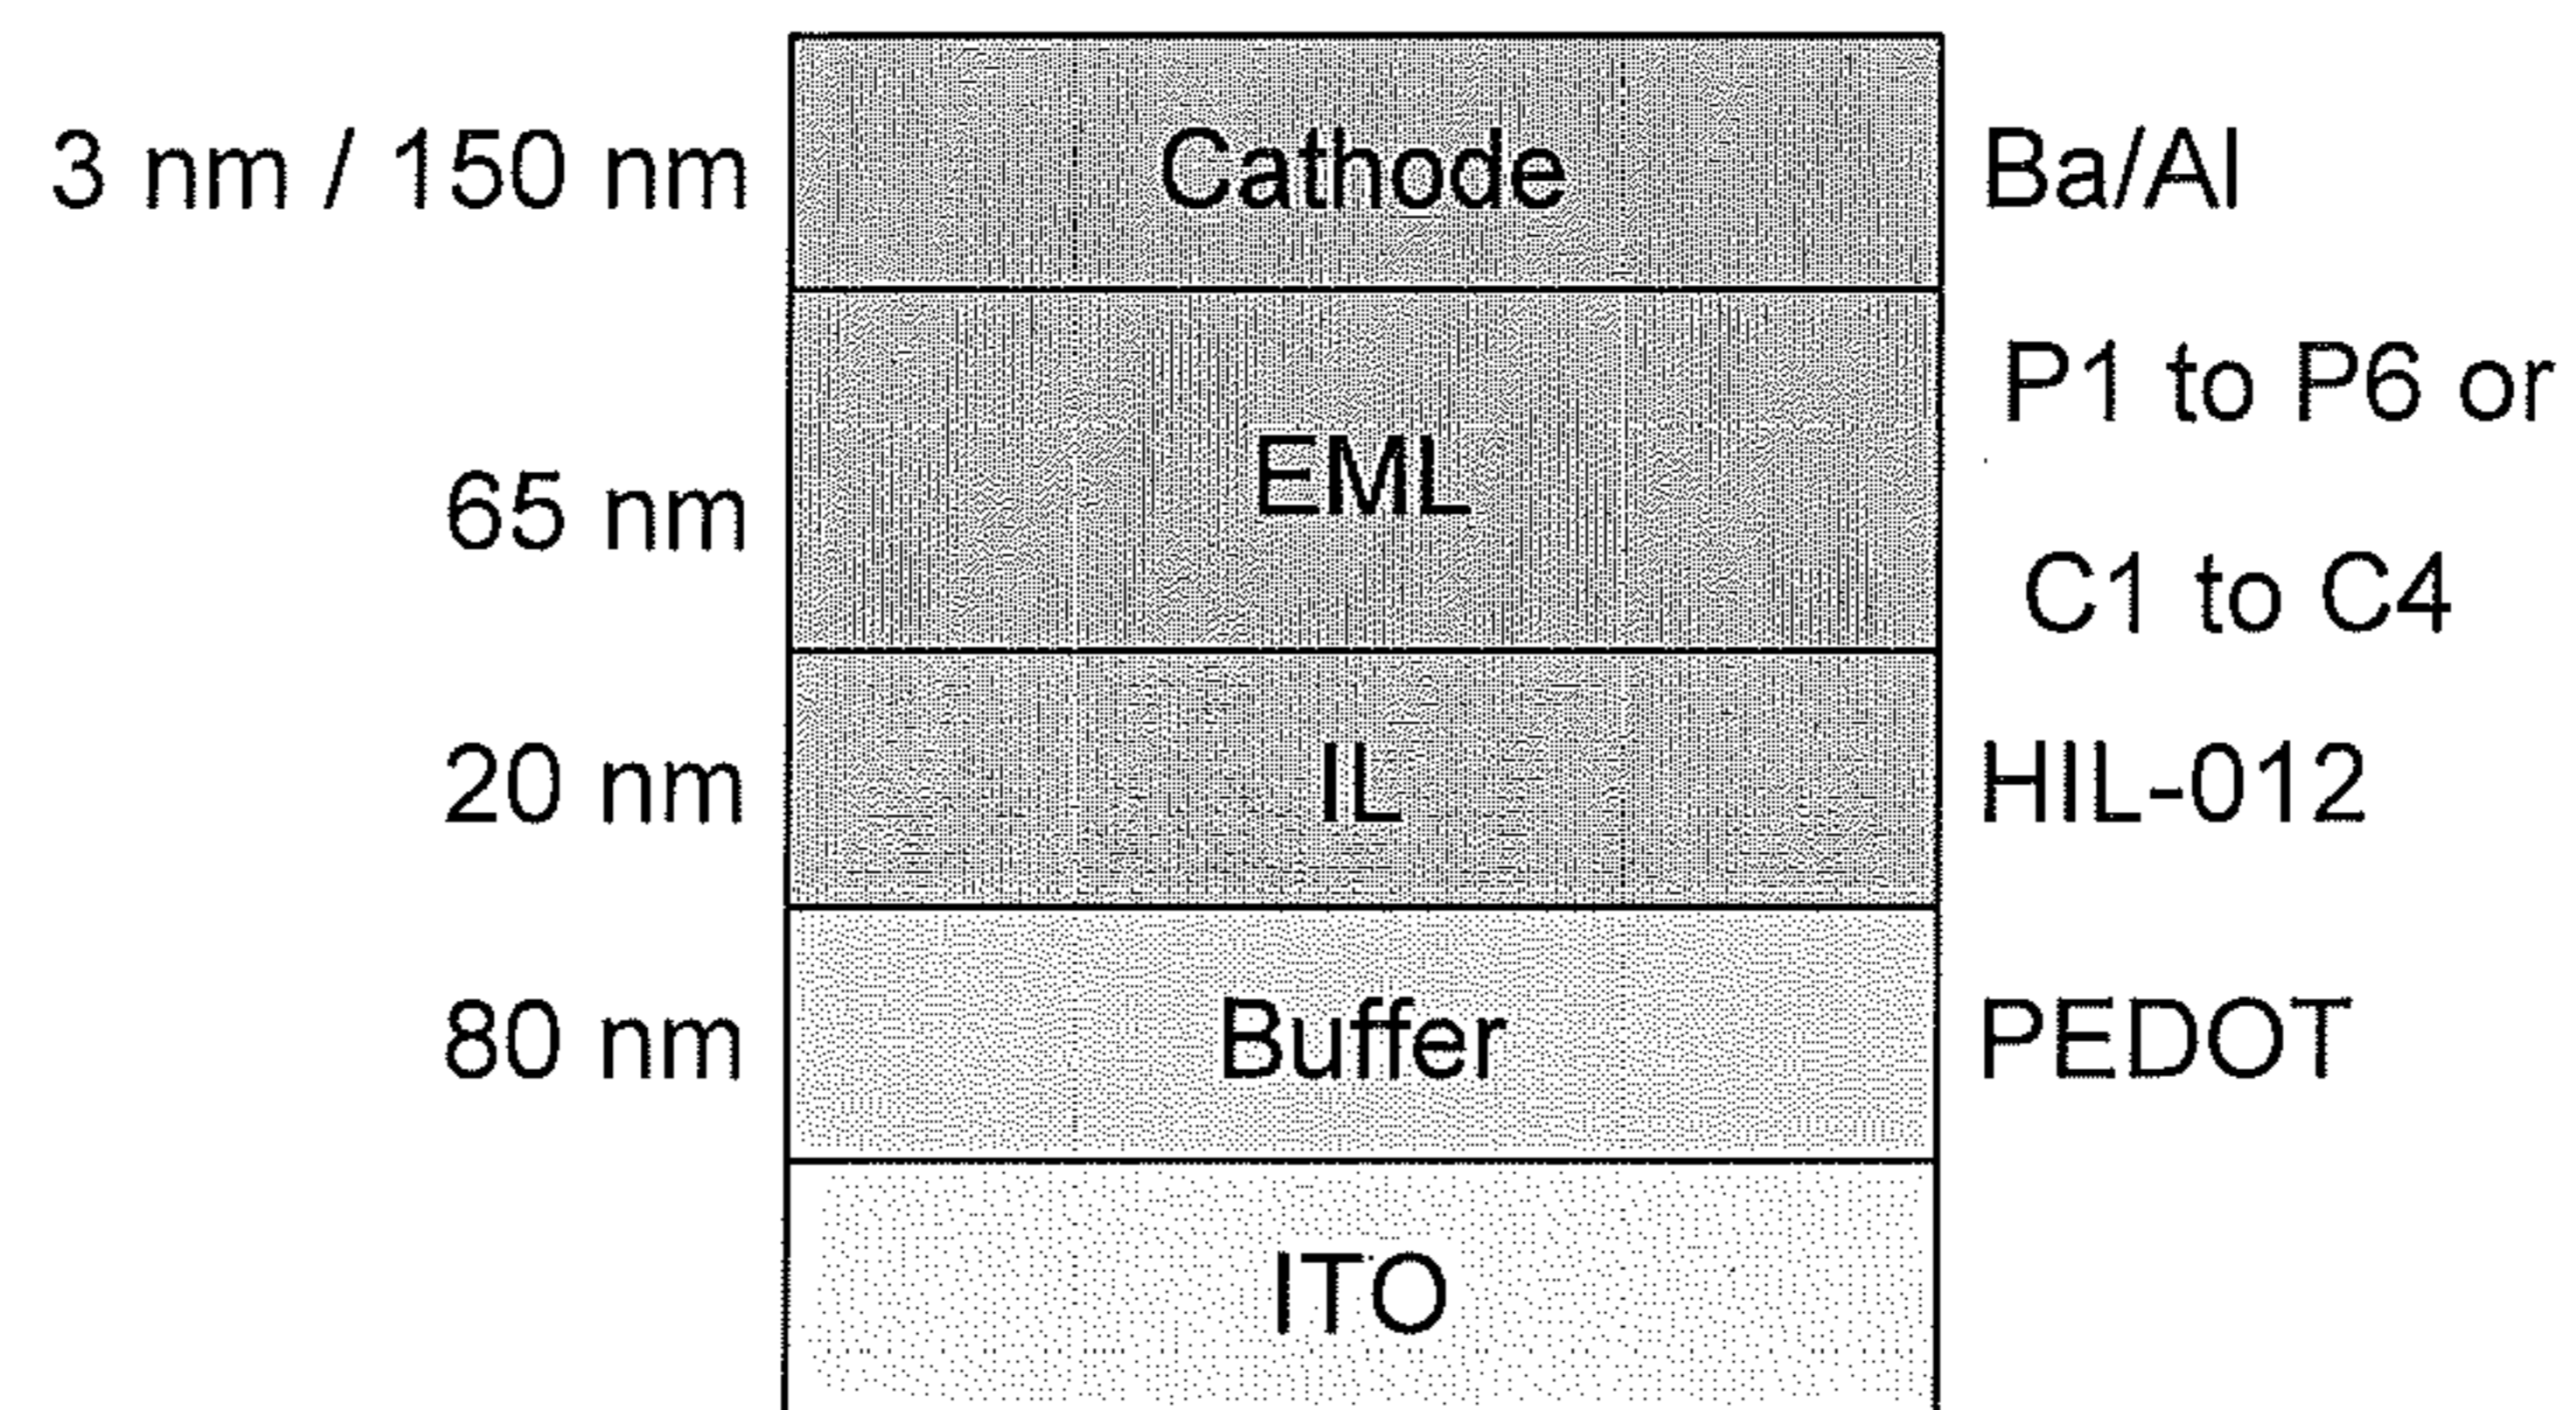 3 nm / 150 nm Cathode Ba/Al
P1 to P6 or
65 nm EML
C1 to C4
20 nm IL HIL-012
80 nm Buffer PEDOT
ITO